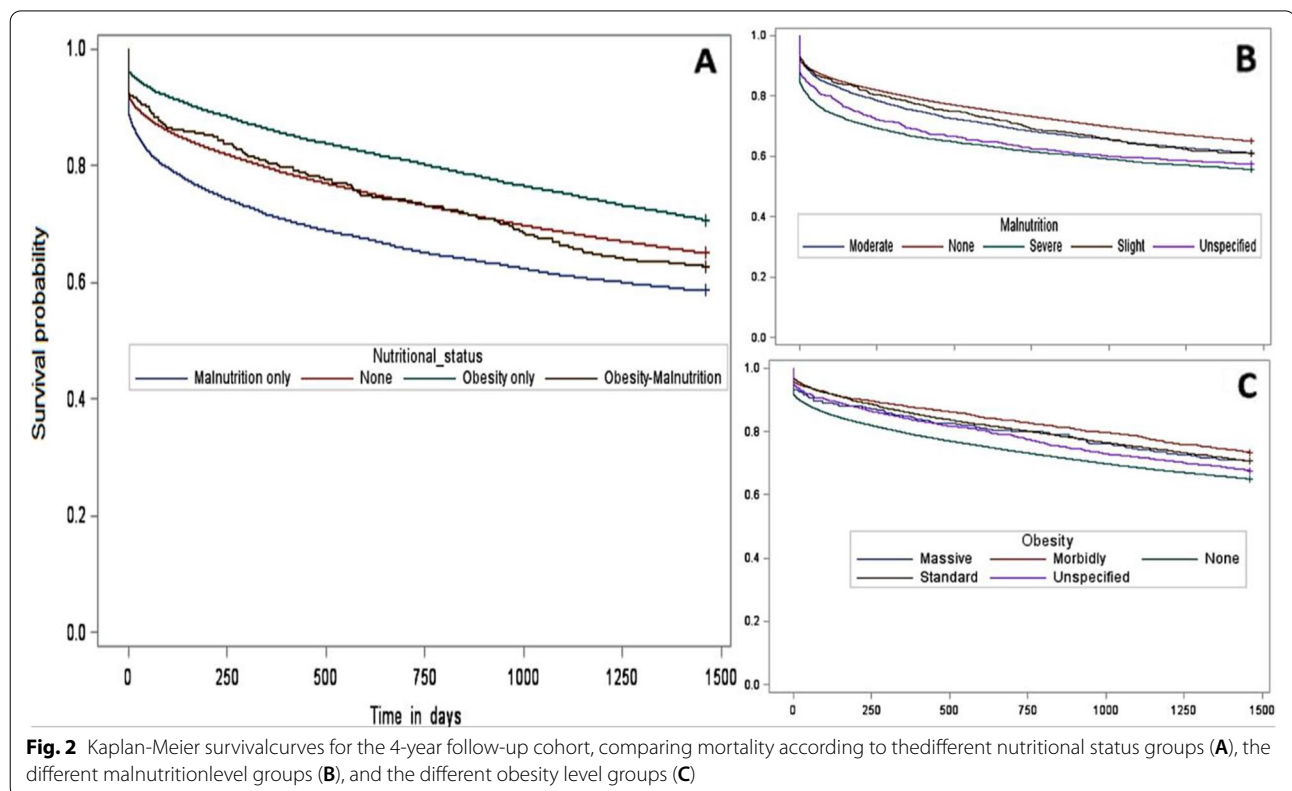 A
1.0
0.8
0.6
0.4
0.2
0.0
Survival probability
Nutritional_status
Malnutrition only None Obesity only Obesity-Malnutrition
0 250 500 750 1000 1250 1500
Time in days
B
1.0
0.8
0.6
0.4
0.2
0.0
Malnutrition
Moderate None Severe Slight Unspecified
C
1.0
0.8
0.6
0.4
0.2
0.0
Obesity
Massive Morbidly None
Standard Unspecified
0 250 500 750 1000 1250 1500
Fig. 2 Kaplan-Meier survivalcurves for the 4-year follow-up cohort, comparing mortality according to thedifferent nutritional status groups (A), the
different malnutritionlevel groups (B), and the different obesity level groups (C)